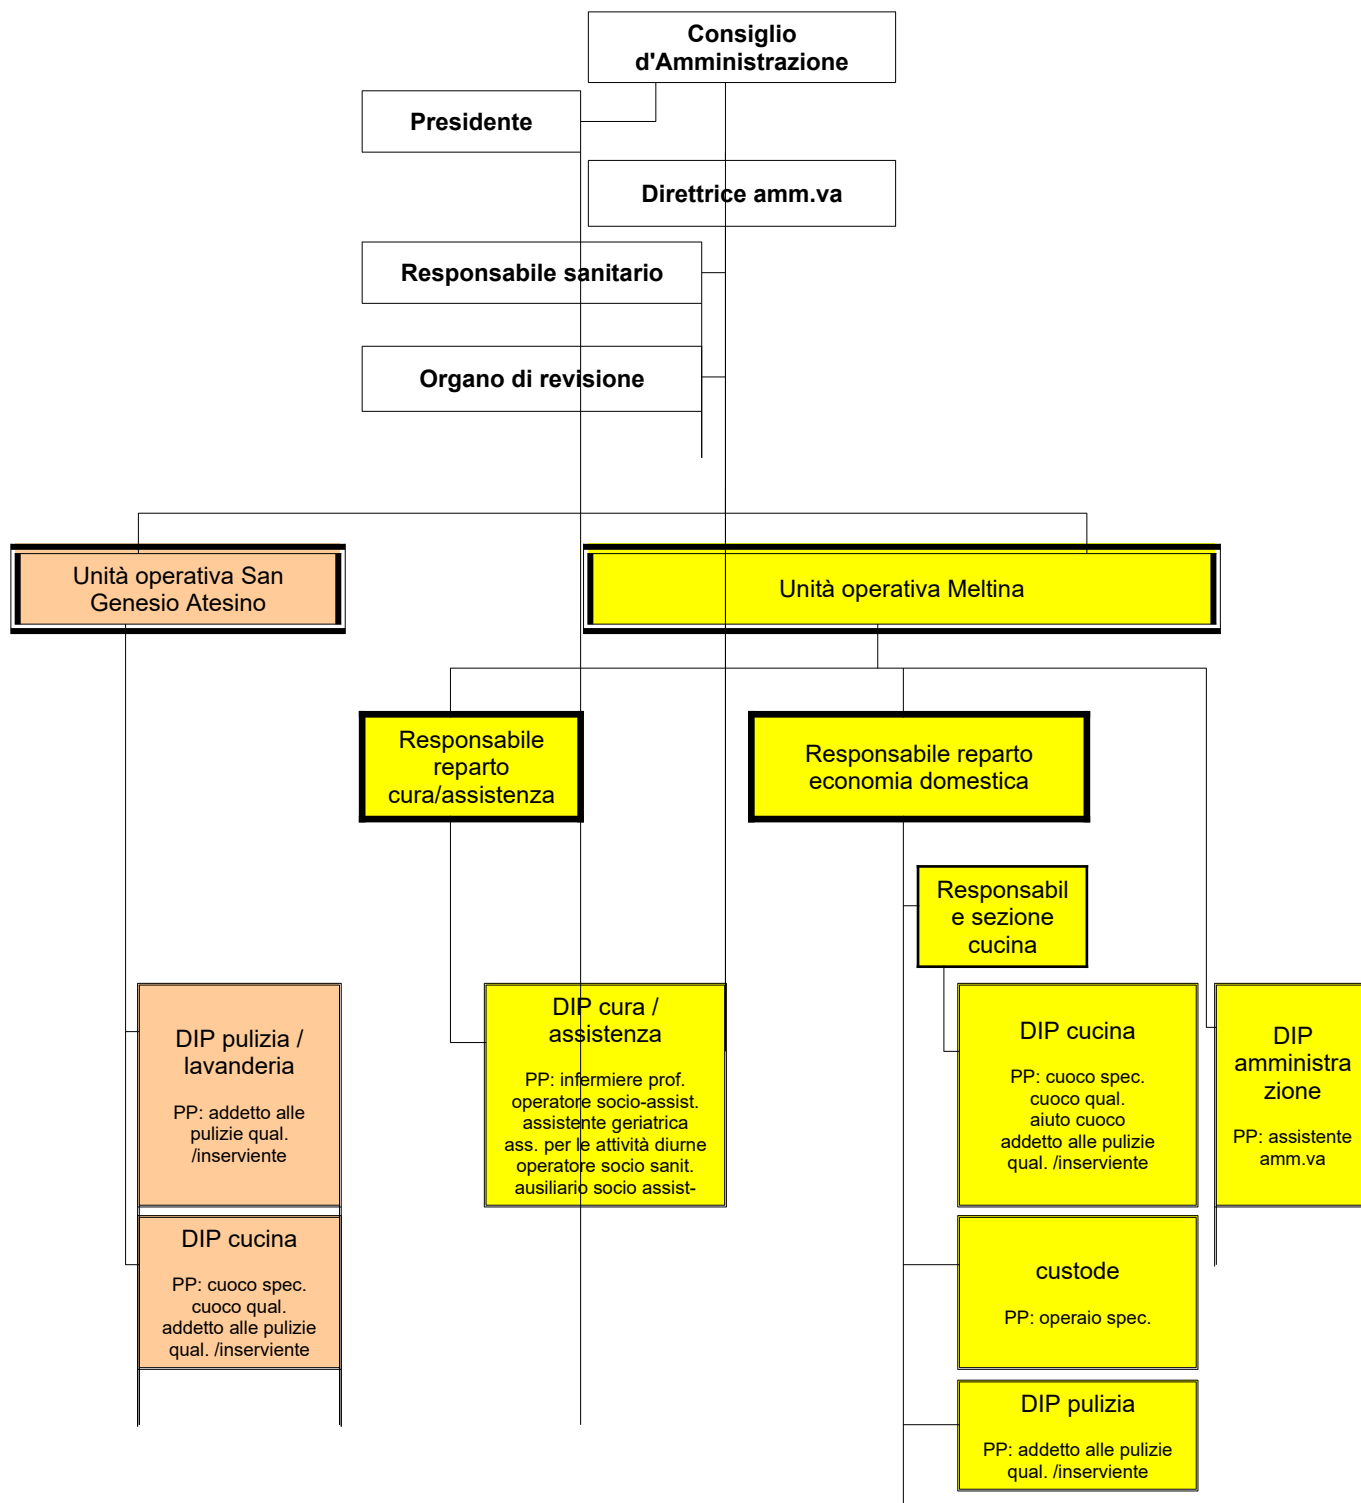 Consiglio
d'Amministrazione
Presidente
Direttrice amm.va
Responsabile sanitario
Organo di revisione
Unità operativa San
Genesio Atesino
Unità operativa Meltina
Responsabile
reparto
cura/assistenza
Responsabile reparto
economia domestica
Responsabil
e sezione
cucina
DIP pulizia /
lavanderia
PP: addetto alle
pulizie qual.
/inserviente
DIP cura /
assistenza
PP: infermiere prof.
operatore socio-assist.
assistente geriatrica
ass. per le attività diurne
operatore socio sanit.
ausiliario socio assist-
DIP cucina
PP: cuoco spec.
cuoco qual.
aiuto cuoco
addetto alle pulizie
qual. /inserviente
DIP
amministra
zione
PP: assistente
amm.va
DIP cucina
PP: cuoco spec.
cuoco qual.
addetto alle pulizie
qual. /inserviente
custode
PP: operaio spec.
DIP pulizia
PP: addetto alle pulizie
qual. /inserviente